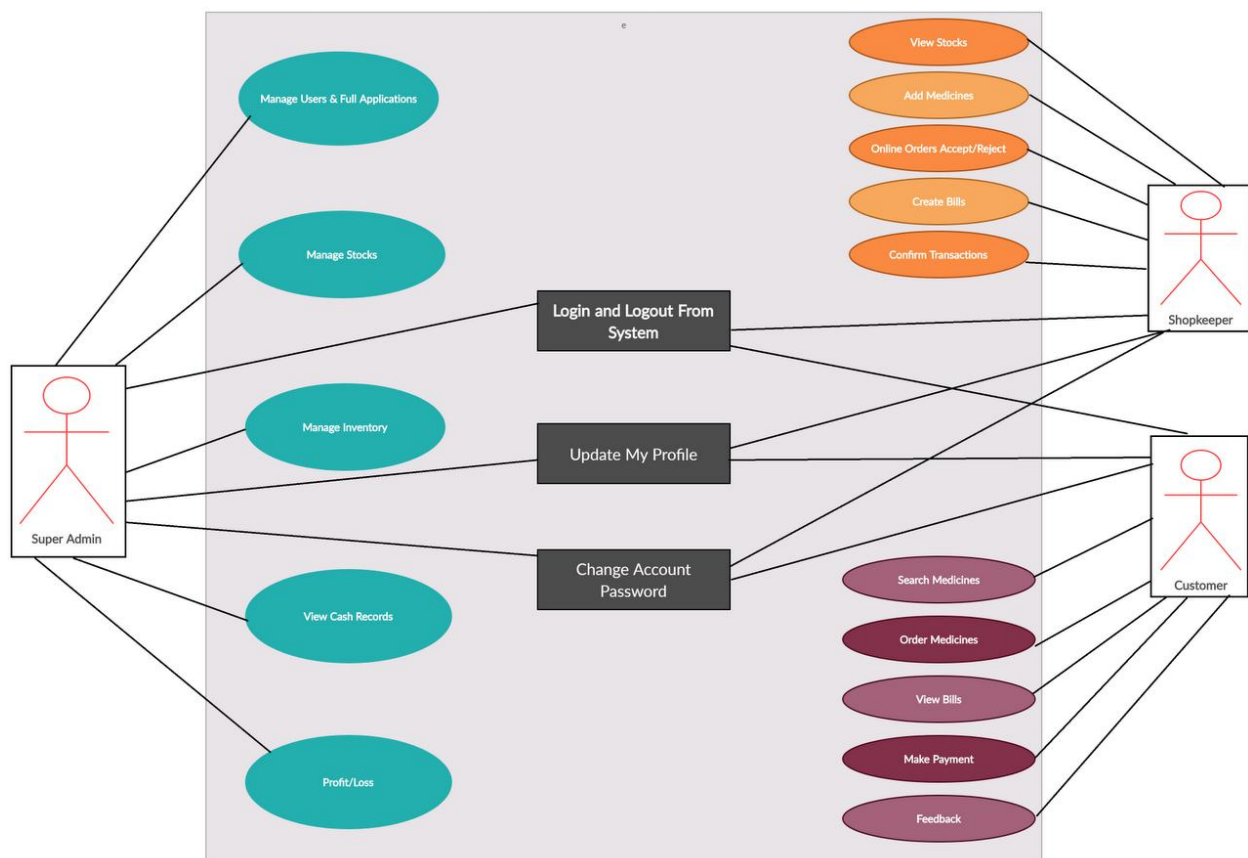 e
Manage Users & Full Applications
Manage Stocks
Manage Inventory
View Cash Records
Profit/Loss
Super Admin
Login and Logout From
System
Update My Profile
Change Account
Password
View Stocks
Add Medicines
Online Orders Accept/Reject
Create Bills
Confirm Transactions
Shopkeeper
Customer
Search Medicines
Order Medicines
View Bills
Make Payment
Feedback